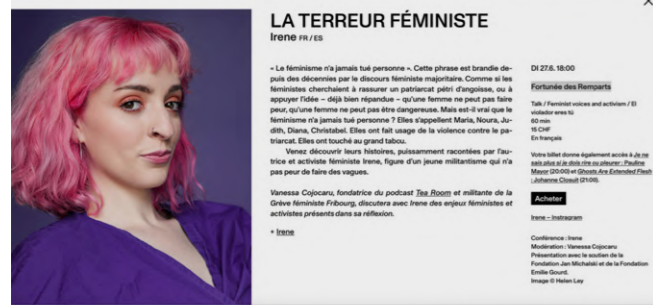 LA TERREUR FÉMINISTE
Irene FR / ES
« Le féminisme n'a jamais tué personne ». Cette phrase est brandie de-
puis des décennies par le discours féministe majoritaire. Comme si les
féministes cherchaient à rassurer un patriarcat pétri d'angoisse, ou à
appuyer l'idée – déjà bien répandue – qu'une femme ne peut pas faire
peur, qu'une femme ne peut pas être dangereuse. Mais est-il vrai que le
féminisme n'a jamais tué personne ? Elles s'appellent Maria, Noura, Ju-
dith, Diana, Christabel. Elles ont fait usage de la violence contre le pa-
triarcat. Elles ont touché au grand tabou.
Venez découvrir leurs histoires, puissamment racontées par l'au-
trice et activiste féministe Irene, figure d'un jeune militantisme qui n'a
pas peur de faire des vagues.
Vanessa Cojocaru, fondatrice du podcast Tea Room et militante de la
Grève féministe Fribourg, discutera avec Irene des enjeux féministes et
activistes présents dans sa réflexion.
+ Irene
DI 27.6. 18:00
Fortunée des Remparts
Talk / Feminist voices and activism / El
violador eres tú
60 min
15 CHF
En français
Votre billet donne également accès à Je ne
sais plus si je dois rire ou pleurer : Pauline
Mayor (20:00) et Ghosts Are Extended Flesh
: Johanne Closuit (21:00).
Acheter
Irene – Instragram
Conférence : Irene
Modération : Vanessa Cojocaru
Présentation avec le soutien de la
Fondation Jan Michalski et de la Fondation
Emilie Gourd.
Image © Helen Ley